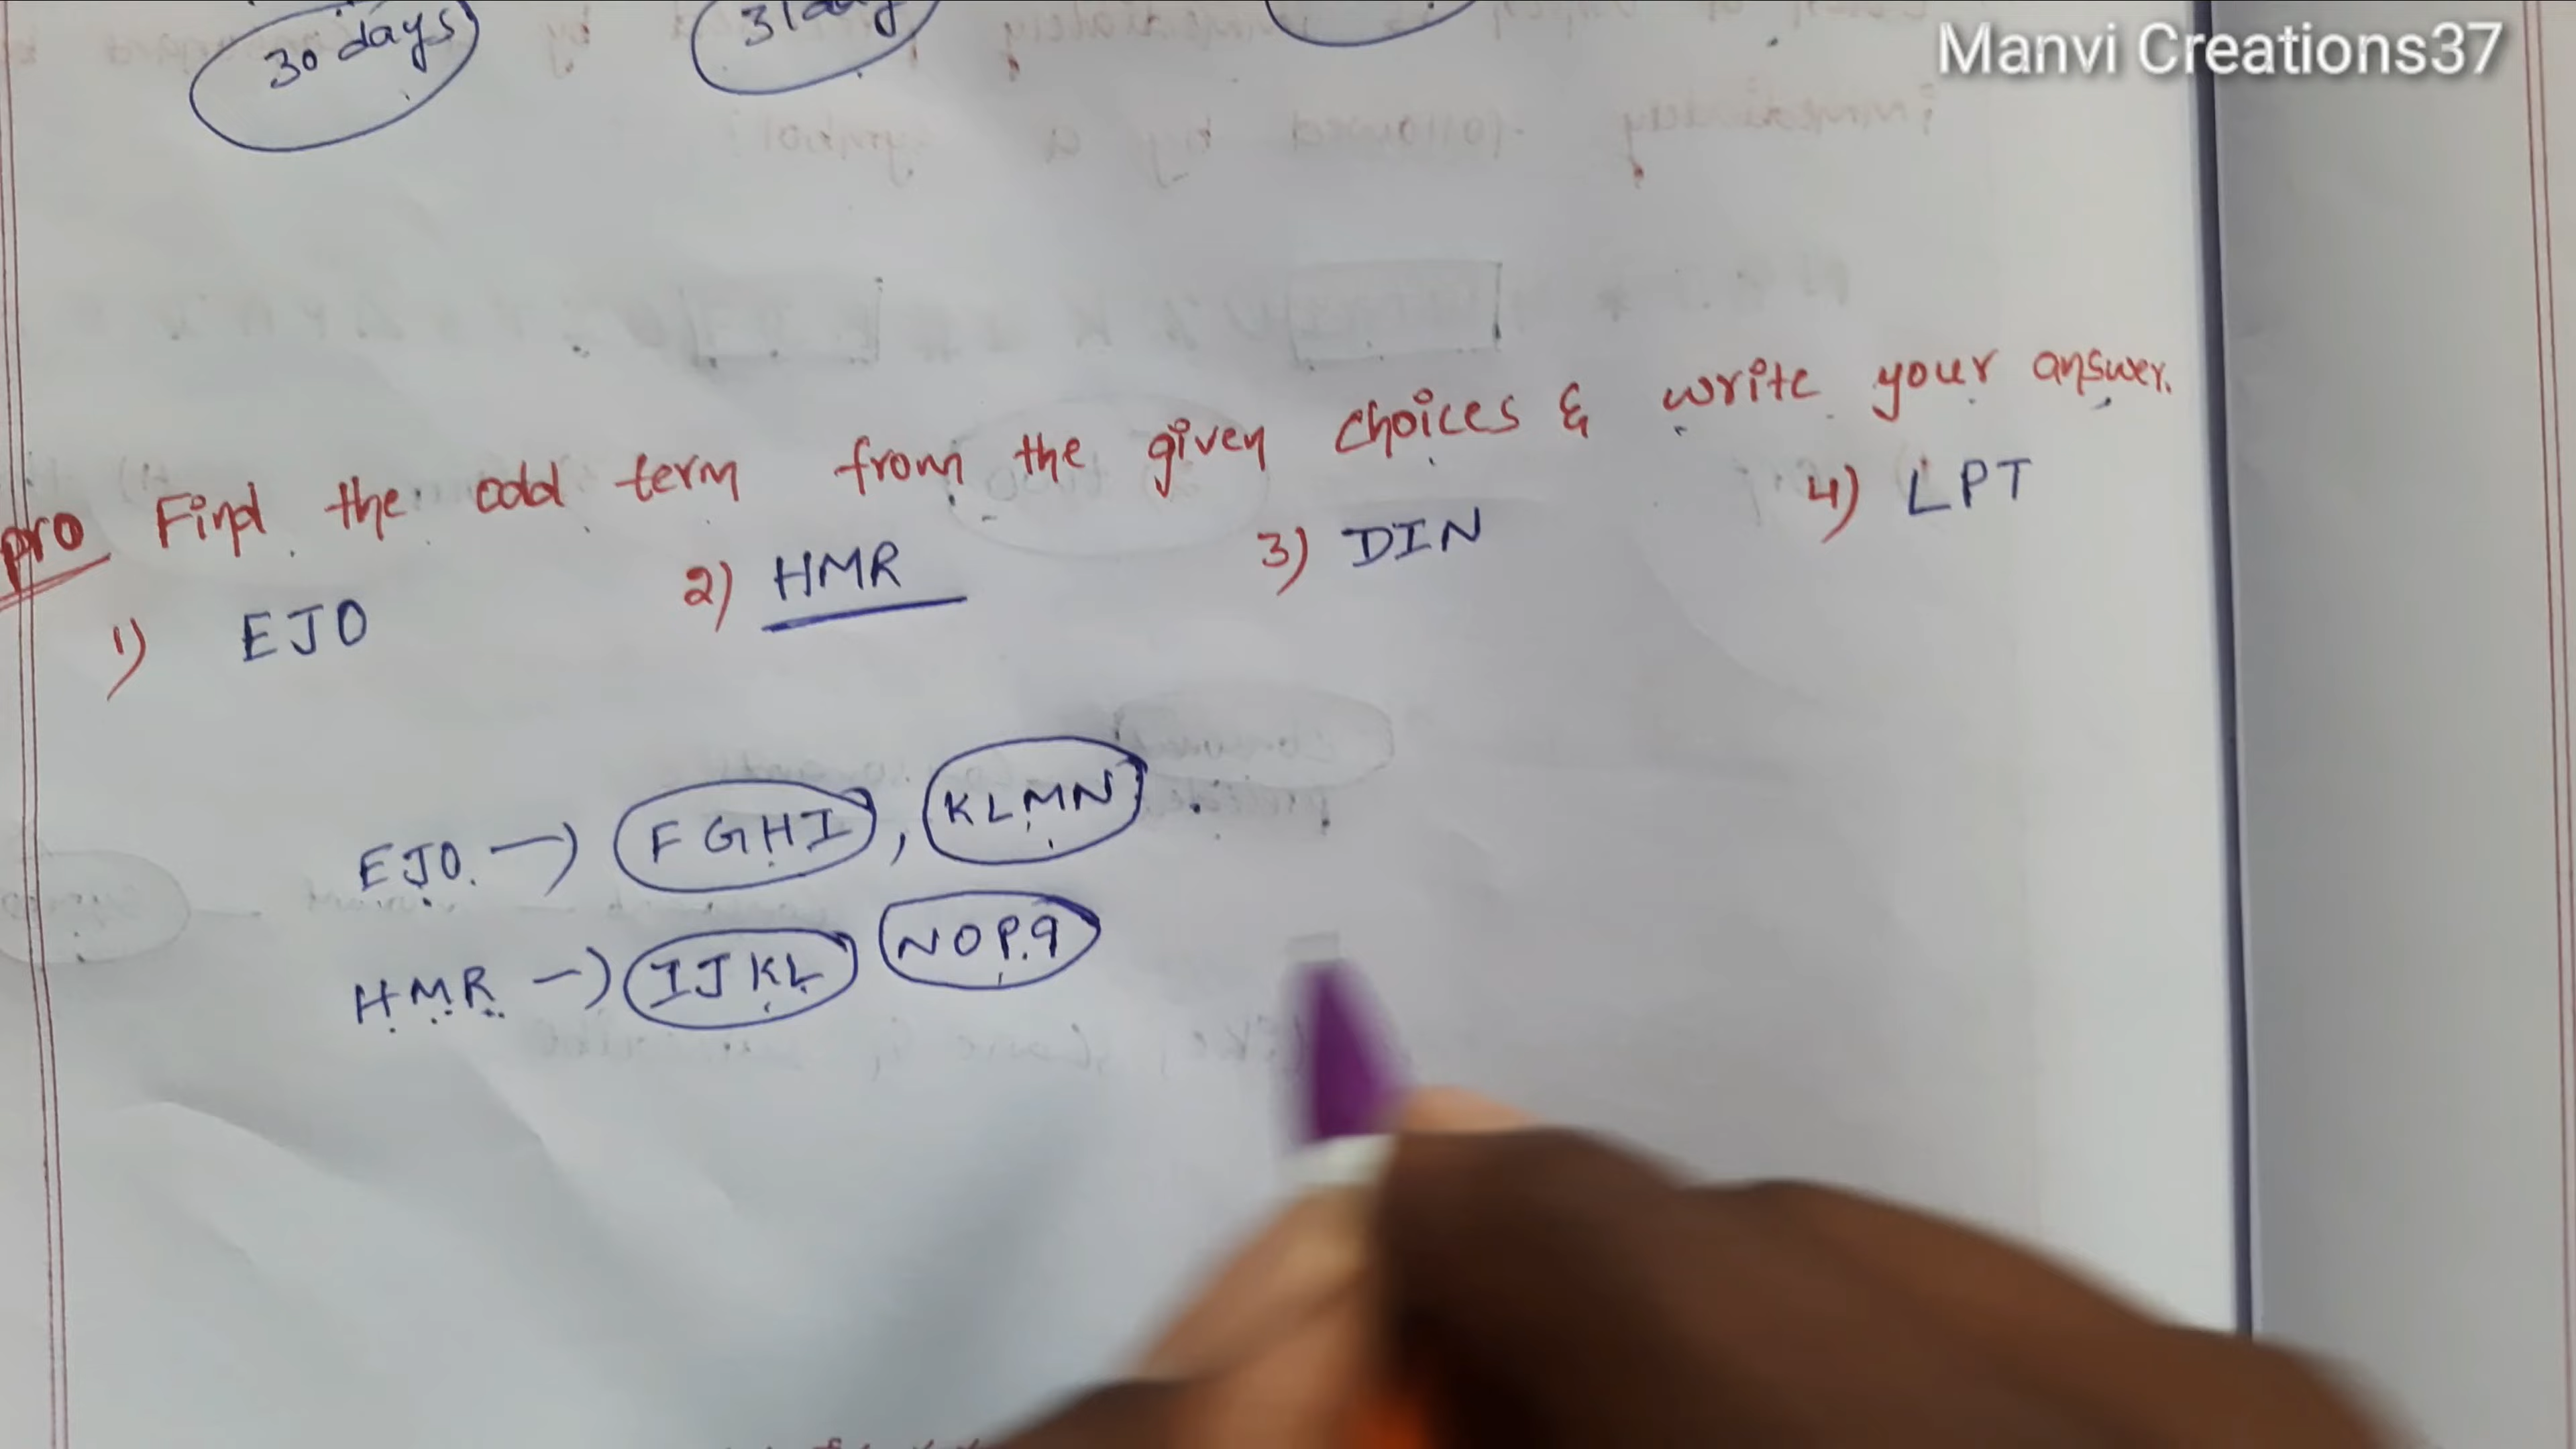 Manvi Creations37
30 days
31 day
pro Find the odd term from the given choices & write your answer.
1) EJO 2) HMR 3) DIN 4) LPT
EJO. → FGHI, KLMN.
HMR → IJKL NOPq